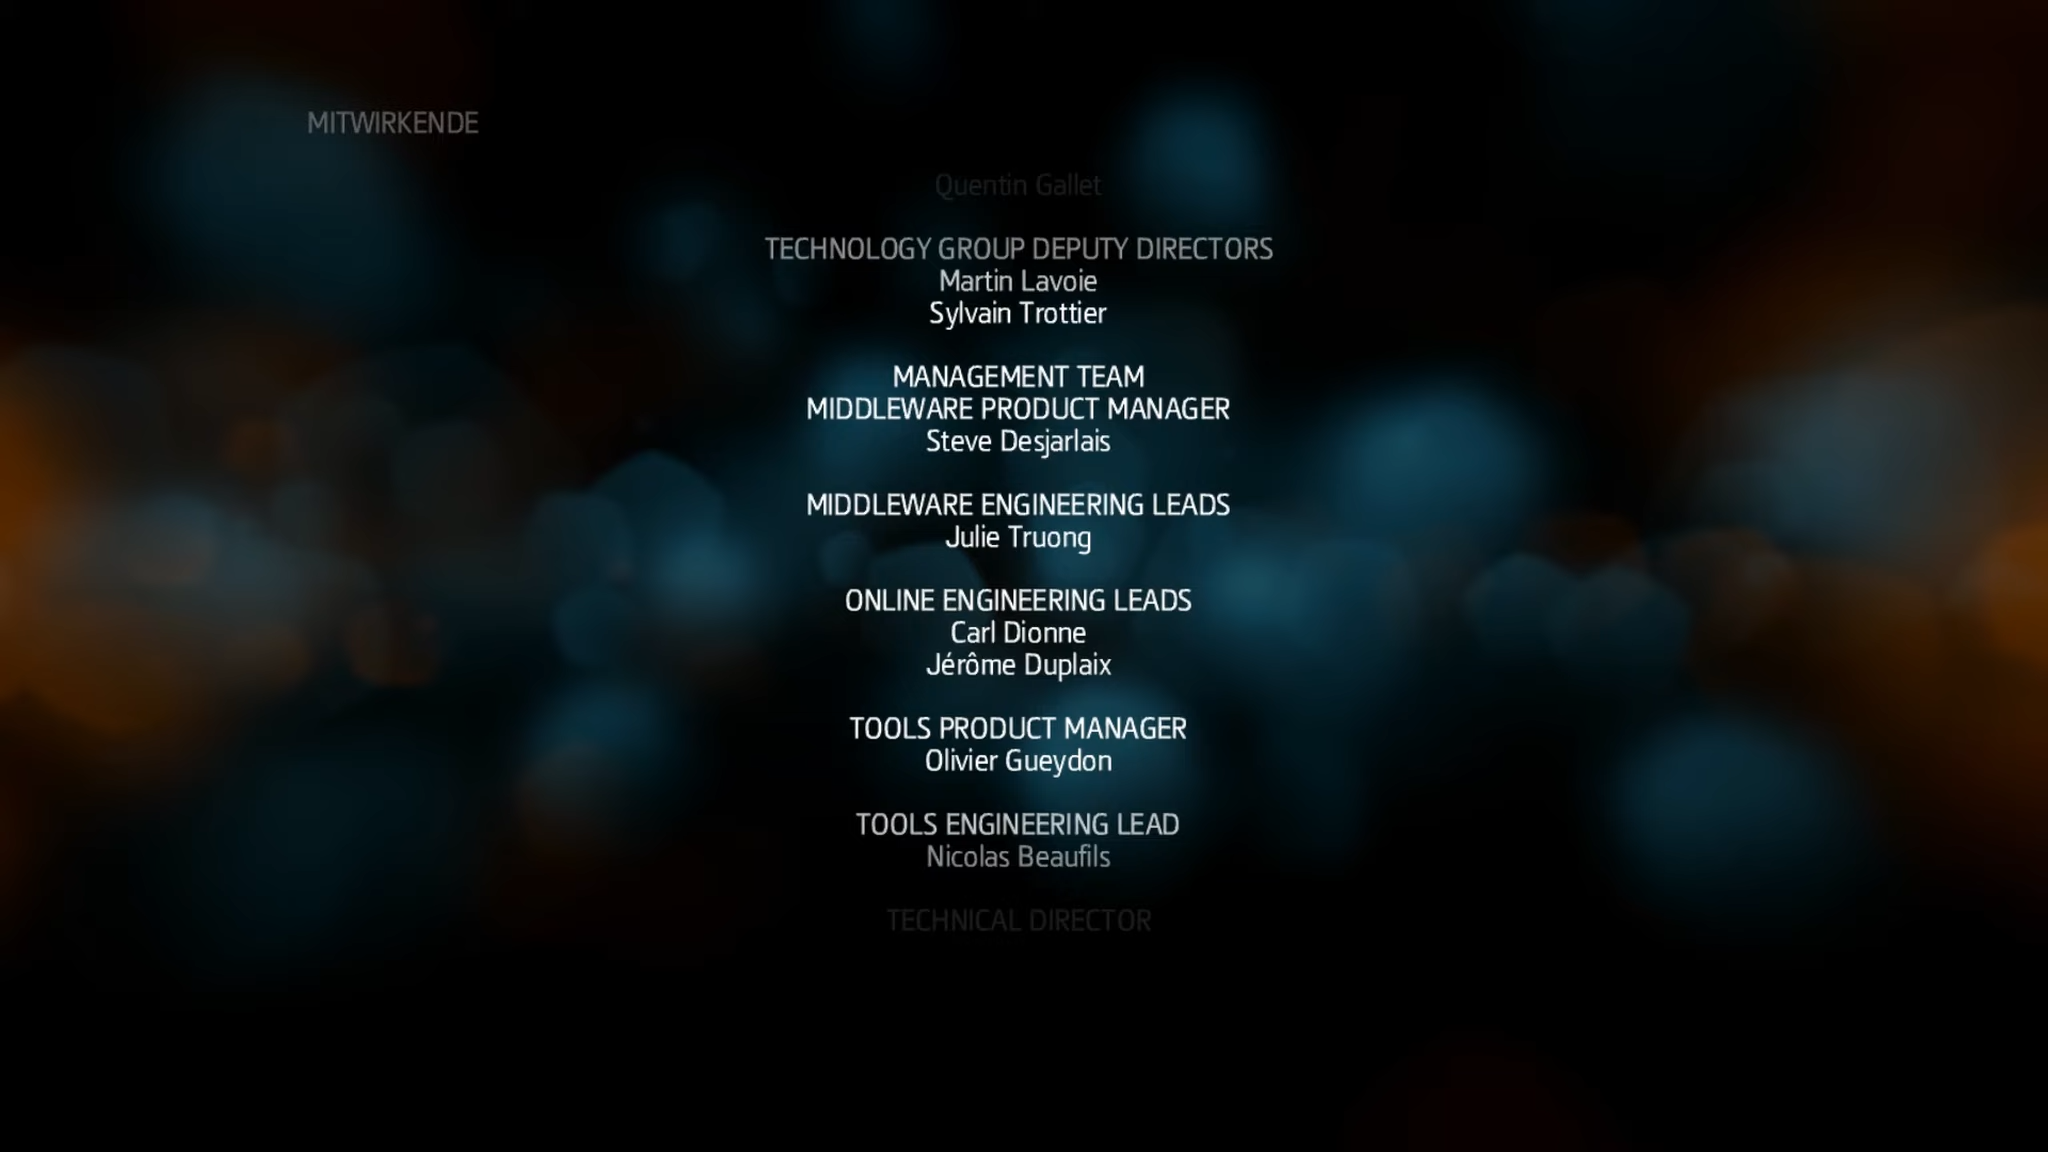 MITWIRKENDE
Quentin Gallet
TECHNOLOGY GROUP DEPUTY DIRECTORS
Martin Lavoie
Sylvain Trottier
MANAGEMENT TEAM
MIDDLEWARE PRODUCT MANAGER
Steve Desjarlais
MIDDLEWARE ENGINEERING LEADS
Julie Truong
ONLINE ENGINEERING LEADS
Carl Dionne
Jérôme Duplaix
TOOLS PRODUCT MANAGER
Olivier Gueydon
TOOLS ENGINEERING LEAD
Nicolas Beaufils
TECHNICAL DIRECTOR